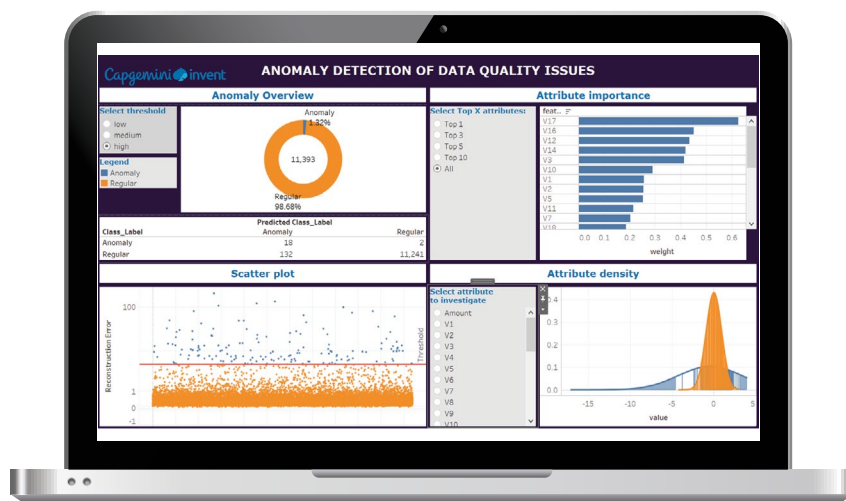 Capgemini invent
ANOMALY DETECTION OF DATA QUALITY ISSUES
Anomaly Overview
Select threshold
low
medium
high
Legend
Anomaly
Regular
Anomaly
1.32%
11,393
Regular
98.68%
Predicted Class_Label
Class_Label Anomaly Regular
Anomaly 18 2
Regular 132 11,241
Attribute importance
Select Top X attributes:
Top 1
Top 3
Top 5
Top 10
All
feat..
V17
V16
V12
V14
V3
V10
V1
V2
V5
V11
V7
V18
0.0 0.1 0.2 0.3 0.4 0.5 0.6
weight
Scatter plot
Reconstruction Error
100
1
0
-1
Threshold
Attribute density
Select attribute
to investigate
Amount
V1
V2
V3
V4
V5
V6
V7
V8
V9
V10
0.4
0.3
0.2
0.1
0.0
-15 -10 -5 0 5
value